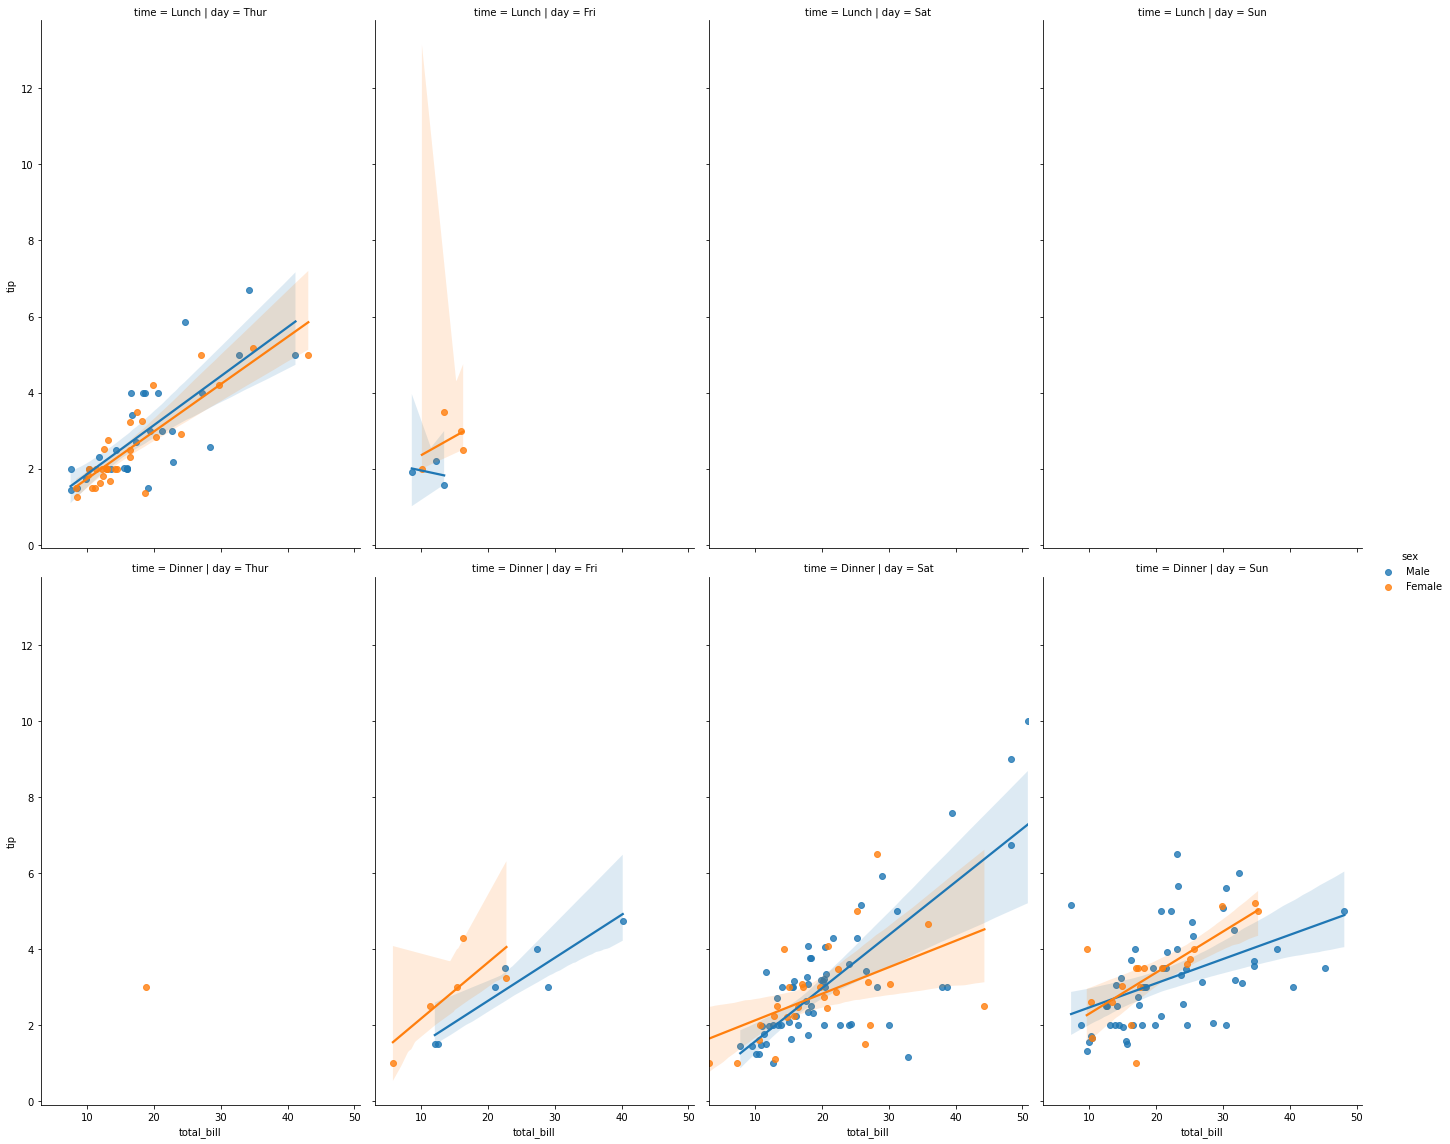 time = Lunch | day = Thur
time = Lunch | day = Fri
time = Lunch | day = Sat
time = Lunch | day = Sun
12
10
8
6
4
2
0
tip
sex
Male
Female
time = Dinner | day = Thur
time = Dinner | day = Fri
time = Dinner | day = Sat
time = Dinner | day = Sun
12
10
8
6
4
2
0
tip
10 20 30 40 50
10 20 30 40 50
10 20 30 40 50
10 20 30 40 50
total_bill
total_bill
total_bill
total_bill